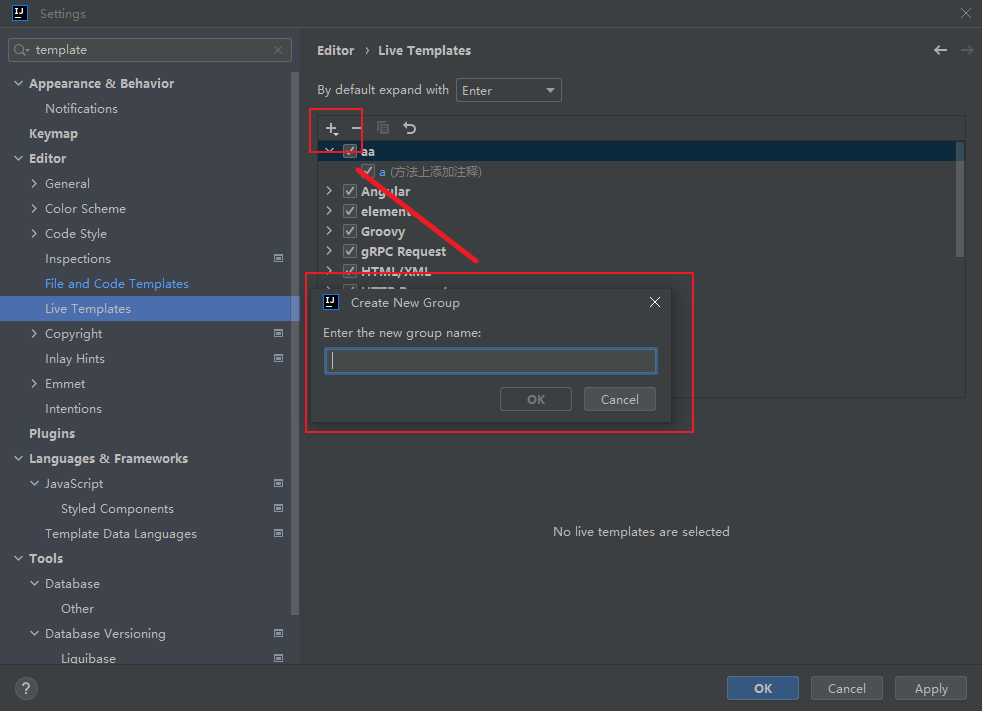 Settings
template
Appearance & Behavior
Notifications
Keymap
Editor
General
Color Scheme
Code Style
Inspections
File and Code Templates
Live Templates
Copyright
Inlay Hints
Emmet
Intentions
Plugins
Languages & Frameworks
JavaScript
Styled Components
Template Data Languages
Tools
Database
Other
Database Versioning
Liquibase
Editor › Live Templates
By default expand with Enter
aa
a (方法上添加注释)
Angular
element
Groovy
gRPC Request
HTML/XML
Create New Group
Enter the new group name:
OK Cancel
No live templates are selected
? OK Cancel Apply